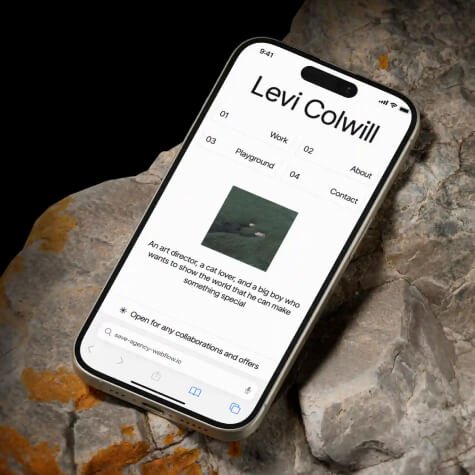 9:41
Levi Colwill
01 Work
02 About
03 Playground
04 Contact
An art director, a cat lover, and a big boy who
wants to show the world that he can make
something special
Open for any collaborations and offers
save-agency-webflow.io